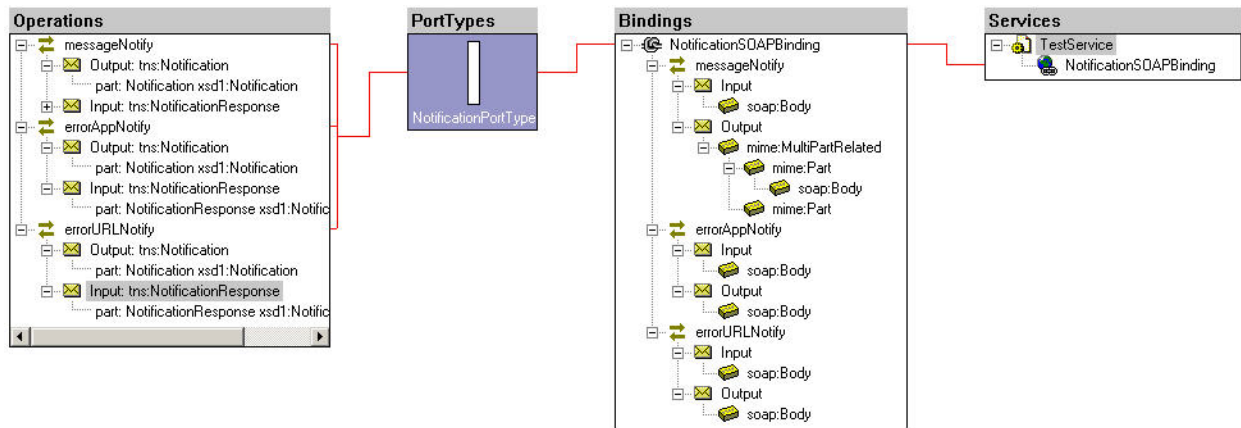 Operations
messageNotify
Output: tns:Notification
part: Notification xsd1:Notification
Input: tns:NotificationResponse
errorAppNotify
Output: tns:Notification
part: Notification xsd1:Notification
Input: tns:NotificationResponse
part: NotificationResponse xsd1:Notific
errorURLNotify
Output: tns:Notification
part: Notification xsd1:Notification
Input: tns:NotificationResponse
part: NotificationResponse xsd1:Notific
PortTypes
NotificationPortType
Bindings
NotificationSOAPBinding
messageNotify
Input
soap:Body
Output
mime:MultiPartRelated
mime:Part
soap:Body
mime:Part
errorAppNotify
Input
soap:Body
Output
soap:Body
errorURLNotify
Input
soap:Body
Output
soap:Body
Services
TestService
NotificationSOAPBinding